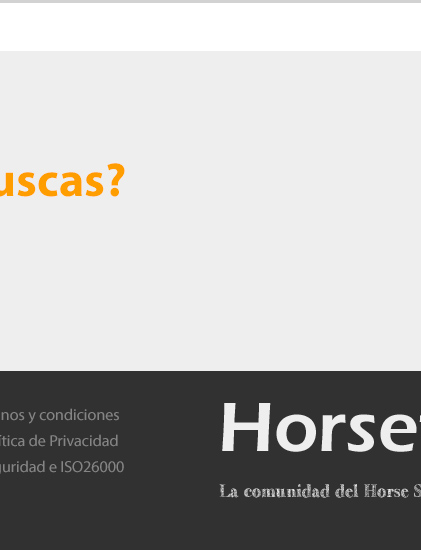 uscas?
nos y condiciones
ítica de Privacidad
guridad e ISO26000
Horse
La comunidad del Horse S